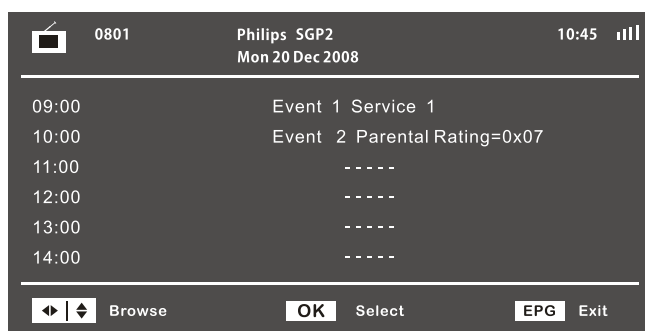 0801 Philips SGP2 10:45
Mon 20 Dec 2008
09:00 Event 1 Service 1
10:00 Event 2 Parental Rating=0x07
11:00 -----
12:00 -----
13:00 -----
14:00 -----
Browse OK Select EPG Exit